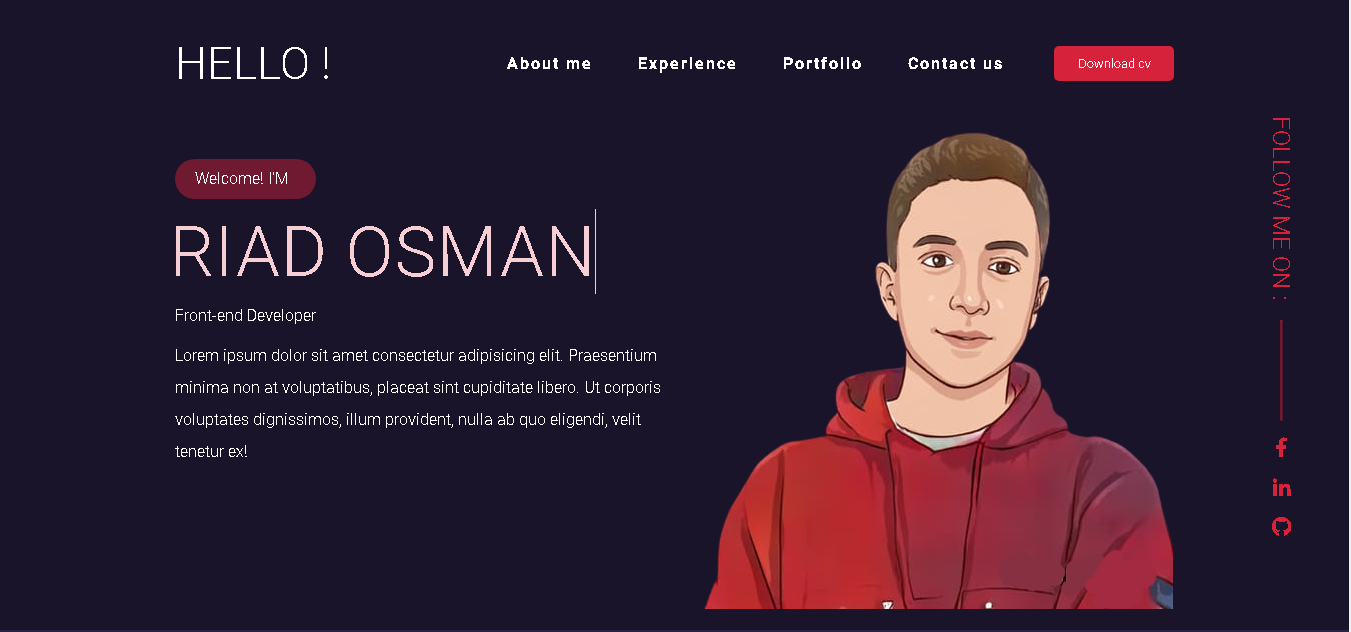 HELLO !
About me
Experience
Portfolio
Contact us
Download cv
Welcome! I'M
RIAD OSMAN
Front-end Developer
Lorem ipsum dolor sit amet consectetur adipisicing elit. Praesentium
minima non at voluptatibus, placeat sint cupiditate libero. Ut corporis
voluptates dignissimos, illum provident, nulla ab quo eligendi, velit
tenetur ex!
FOLLOW ME ON :